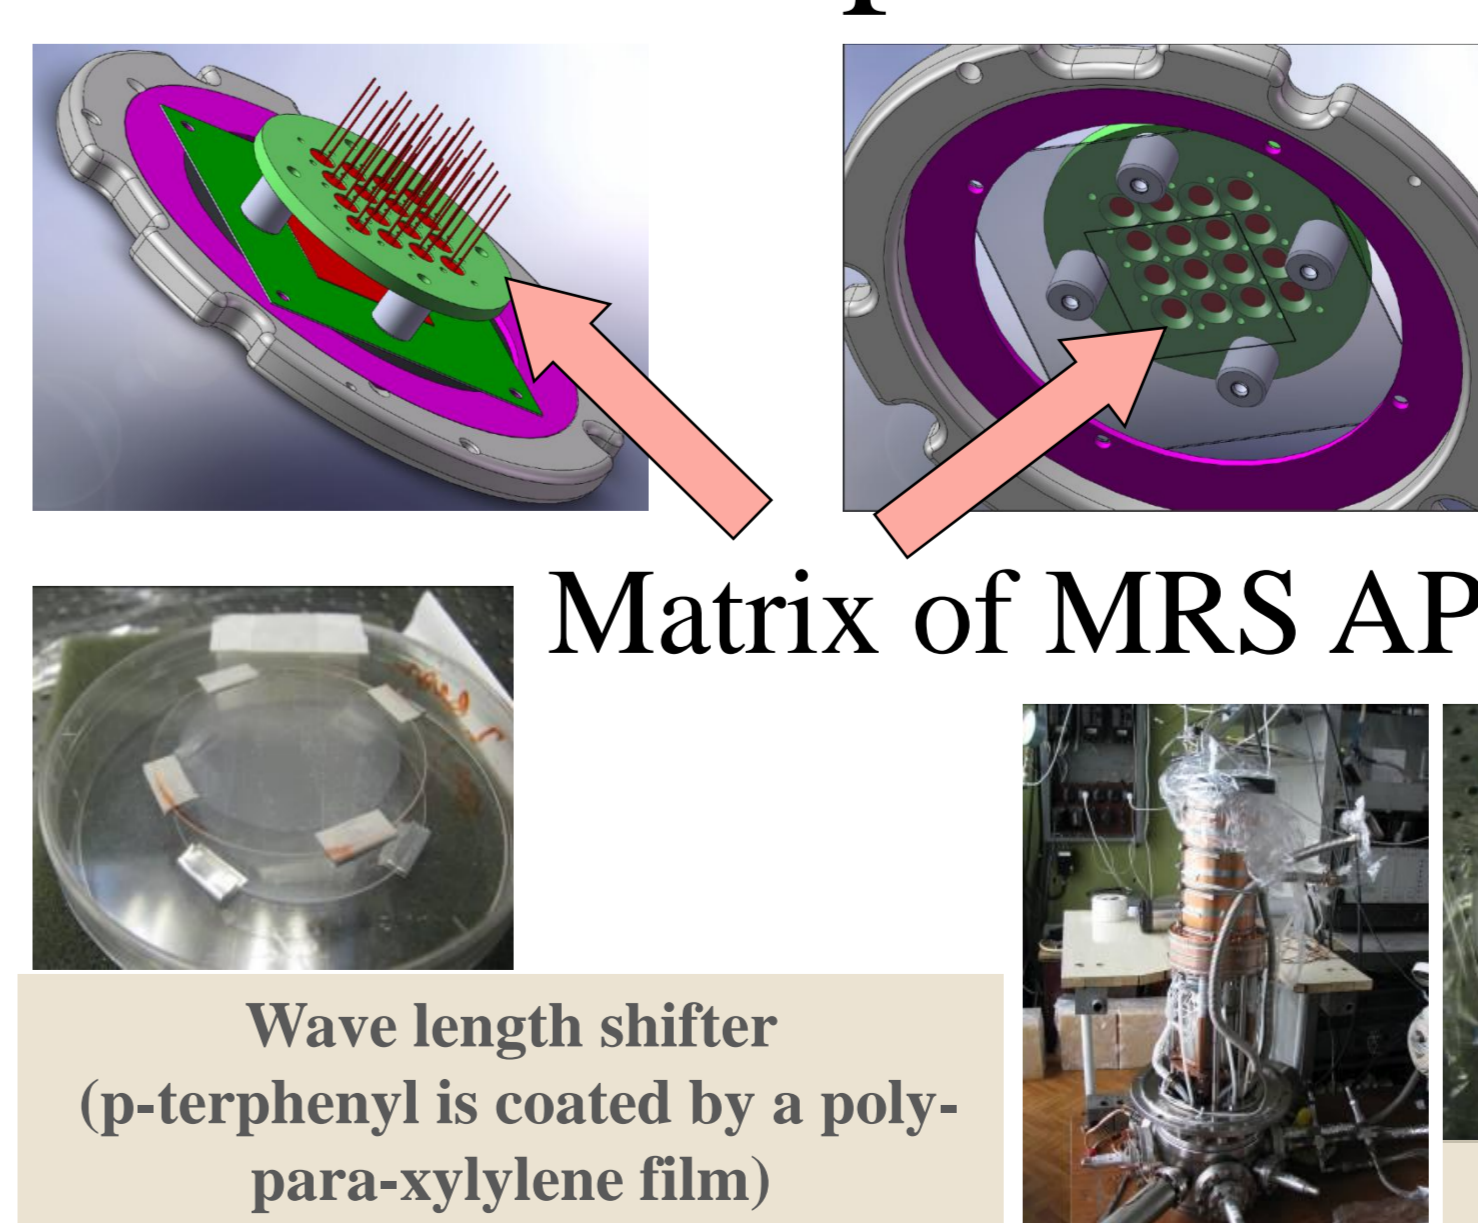 Matrix of MRS AP
Wave length shifter
(p-terphenyl is coated by a poly-
para-xylylene film)